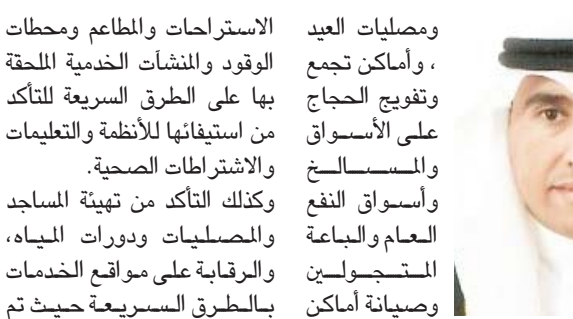 ومصليات العيد
، وأماكن تجمع
وتفويج الحجاج
على الأسواق
والمسالخ
وأسواق النفع
العام والباعة
المتجولين
وصيانة أماكن
الاستراحات والمطاعم ومحطات
الوقود والمنشآت الخدمية الملحقة
بها على الطرق السريعة للتأكد
من استيفائها للأنظمة والتعليمات
والاشتراطات الصحية.
وكذلك التأكد من تهيئة المساجد
والمصليات ودورات المياه،
والرقابة على مواقع الخدمات
بالطرق السريعة حيث تم